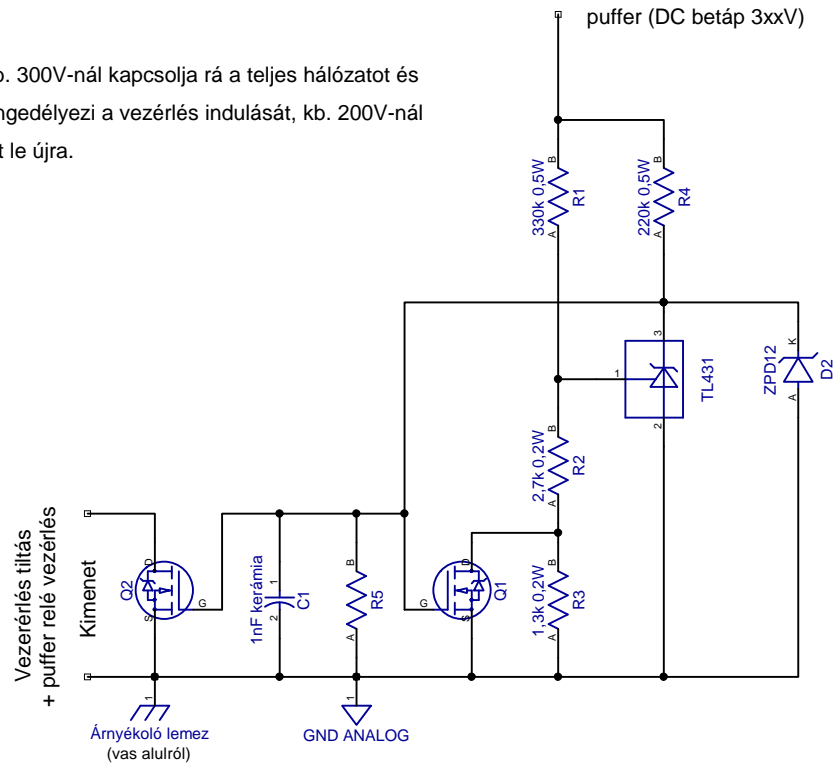 puffer (DC betáp 3xxV)
b. 300V-nál kapcsolja rá a teljes hálózatot és
ngedélyezi a vezérlés indulását, kb. 200V-nál
t le újra.
B
330k 0,5W
R1
A
B
220k 0,5W
R4
A
3
1
2
TL431
K
ZPD12
D2
A
B
2,7k 0,2W
R2
A
Vezerérlés tiltás
+ puffer relé vezérlés
Kimenet
D
Q2
G
S
1
1nF kerámia
C1
2
B
R5
A
D
Q1
G
S
B
1,3k 0,2W
R3
A
1
Árnyékoló lemez
(vas alulról)
1
GND ANALOG